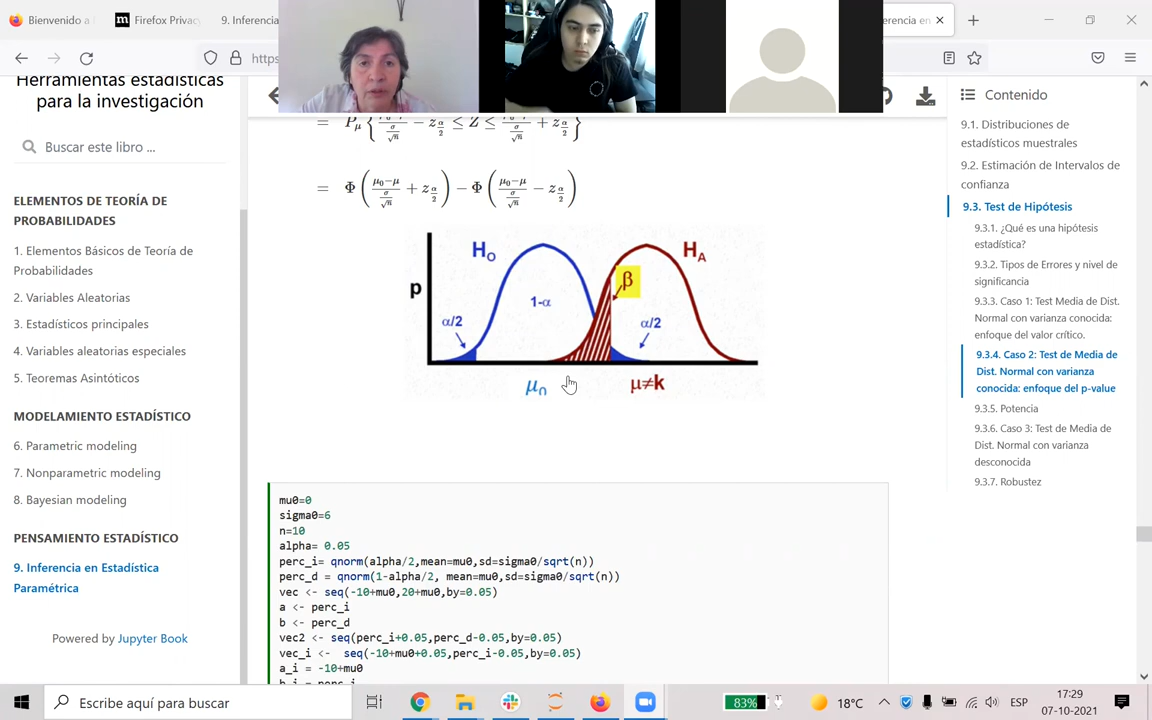 Bienvenido a
Firefox Privac
9. Inferencia
erencia en
https
Herramientas estadísticas
para la investigación
Buscar este libro ...
ELEMENTOS DE TEORÍA DE
PROBABILIDADES
1. Elementos Básicos de Teoría de
Probabilidades
2. Variables Aleatorias
3. Estadísticos principales
4. Variables aleatorias especiales
5. Teoremas Asintóticos
MODELAMIENTO ESTADÍSTICO
6. Parametric modeling
7. Nonparametric modeling
8. Bayesian modeling
PENSAMIENTO ESTADÍSTICO
9. Inferencia en Estadística
Paramétrica
Powered by Jupyter Book
= Φ(μ₀−μ / σ/√n + z α/2) − Φ(μ₀−μ / σ/√n − z α/2)
H₀
H_A
β
p
1-α
α/2
α/2
μ₀
μ≠k
mu0=0
sigma0=6
n=10
alpha= 0.05
perc_i= qnorm(alpha/2,mean=mu0,sd=sigma0/sqrt(n))
perc_d = qnorm(1-alpha/2, mean=mu0,sd=sigma0/sqrt(n))
vec <- seq(-10+mu0,20+mu0,by=0.05)
a <- perc_i
b <- perc_d
vec2 <- seq(perc_i+0.05,perc_d-0.05,by=0.05)
vec_i <-  seq(-10+mu0+0.05,perc_i-0.05,by=0.05)
a_i = -10+mu0
Contenido
9.1. Distribuciones de
estadísticos muestrales
9.2. Estimación de Intervalos de
confianza
9.3. Test de Hipótesis
9.3.1. ¿Qué es una hipótesis
estadística?
9.3.2. Tipos de Errores y nivel de
significancia
9.3.3. Caso 1: Test Media de Dist.
Normal con varianza conocida:
enfoque del valor crítico.
9.3.4. Caso 2: Test de Media de
Dist. Normal con varianza
conocida: enfoque del p-value
9.3.5. Potencia
9.3.6. Caso 3: Test de Media de
Dist. Normal con varianza
desconocida
9.3.7. Robustez
Escribe aquí para buscar
83%
18°C
ESP
17:29
07-10-2021